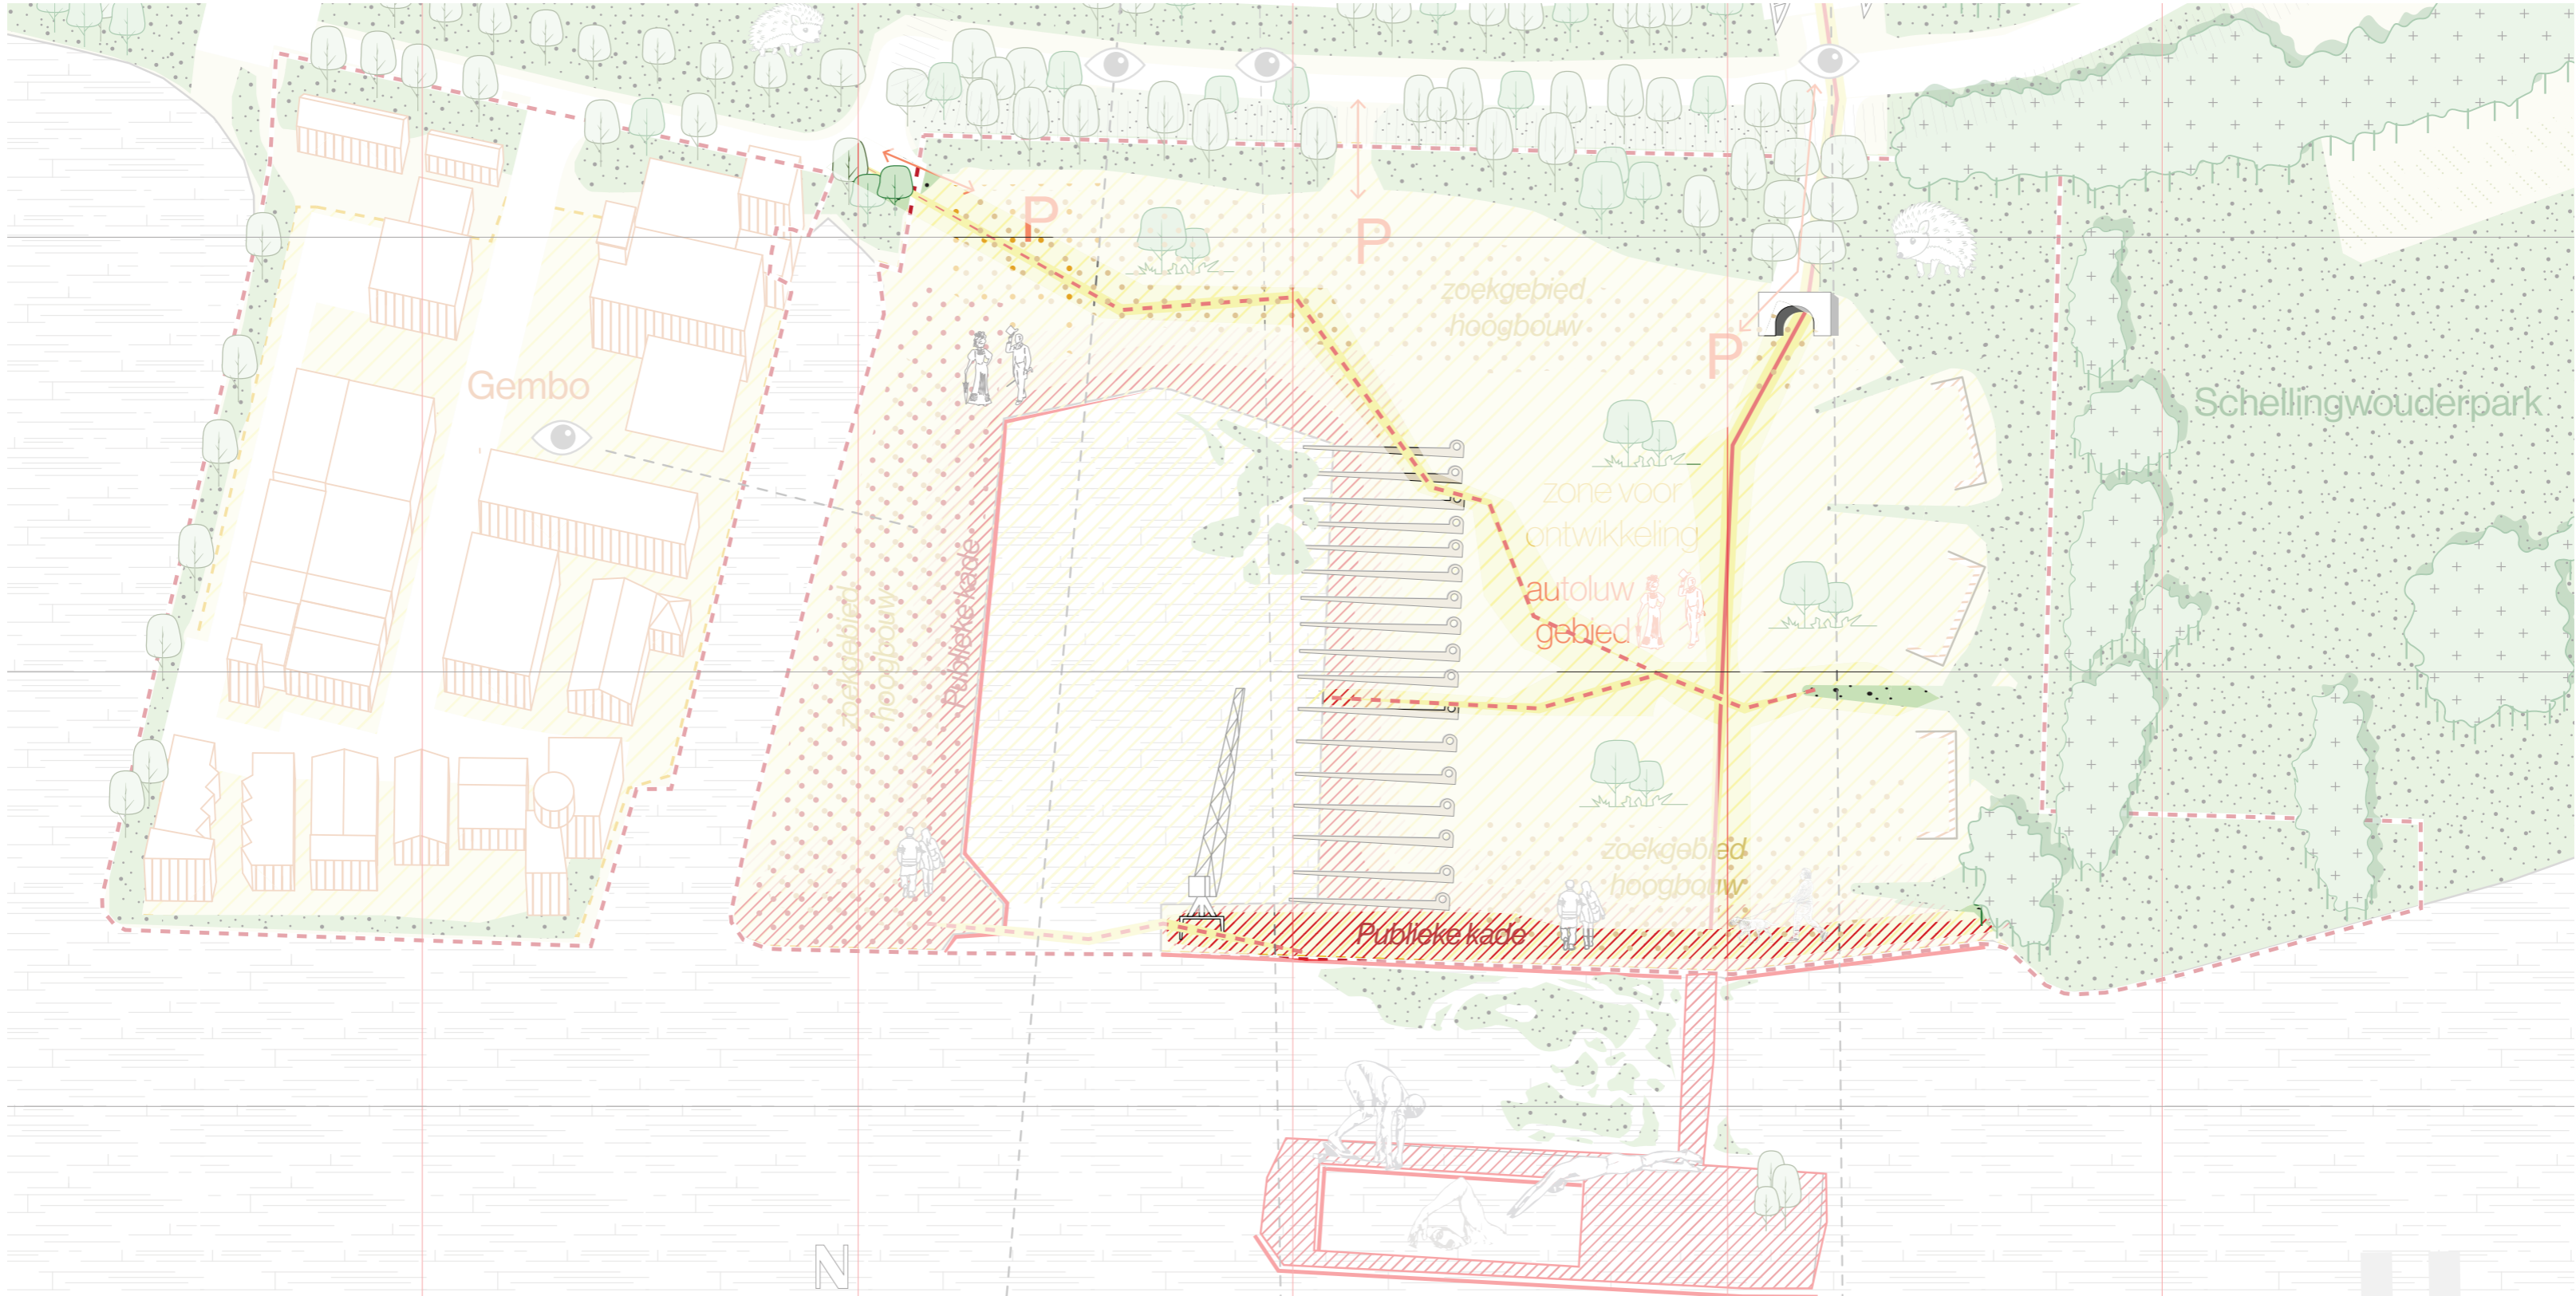 P
P
zoekgebied
hoogbouw
P
Gembo
Schellingwouderpark
zone voor
ontwikkeling
autoluw
gebied
zoekgebied
hoogbouw
Publieke kade
zoekgebied
hoogbouw
Publieke kade
N